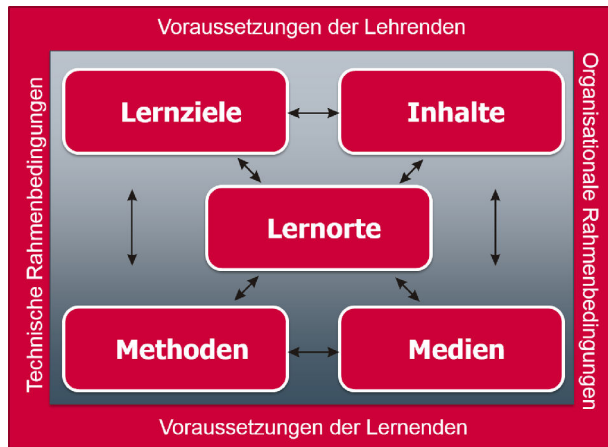 Voraussetzungen der Lehrenden
Technische Rahmenbedingungen
Organisationale Rahmenbedingungen
Lernziele
Inhalte
Lernorte
Methoden
Medien
Voraussetzungen der Lernenden